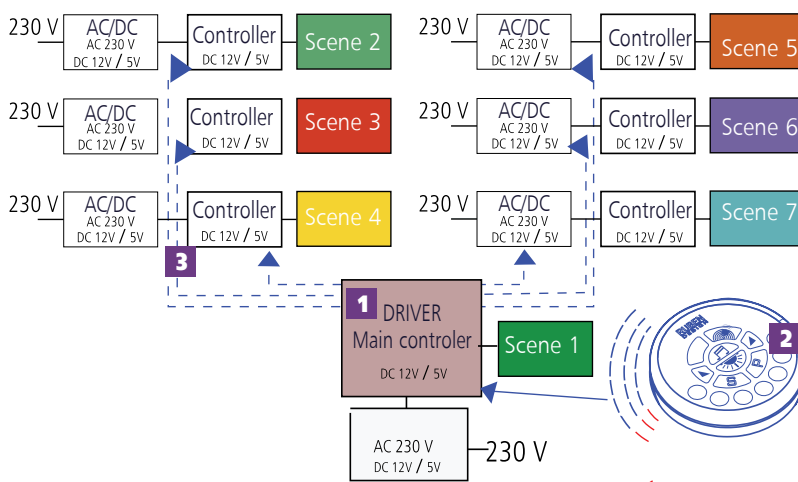 230 V
AC/DC
AC 230 V
DC 12V / 5V
Controller
DC 12V / 5V
Scene 2
230 V
AC/DC
AC 230 V
DC 12V / 5V
Controller
DC 12V / 5V
Scene 5
230 V
AC/DC
AC 230 V
DC 12V / 5V
Controller
DC 12V / 5V
Scene 3
230 V
AC/DC
AC 230 V
DC 12V / 5V
Controller
DC 12V / 5V
Scene 6
230 V
AC/DC
AC 230 V
DC 12V / 5V
Controller
DC 12V / 5V
Scene 4
230 V
AC/DC
AC 230 V
DC 12V / 5V
Controller
DC 12V / 5V
Scene 7
3
1
DRIVER
Main controler
DC 12V / 5V
Scene 1
2
P
S
AC 230 V
DC 12V / 5V
230 V